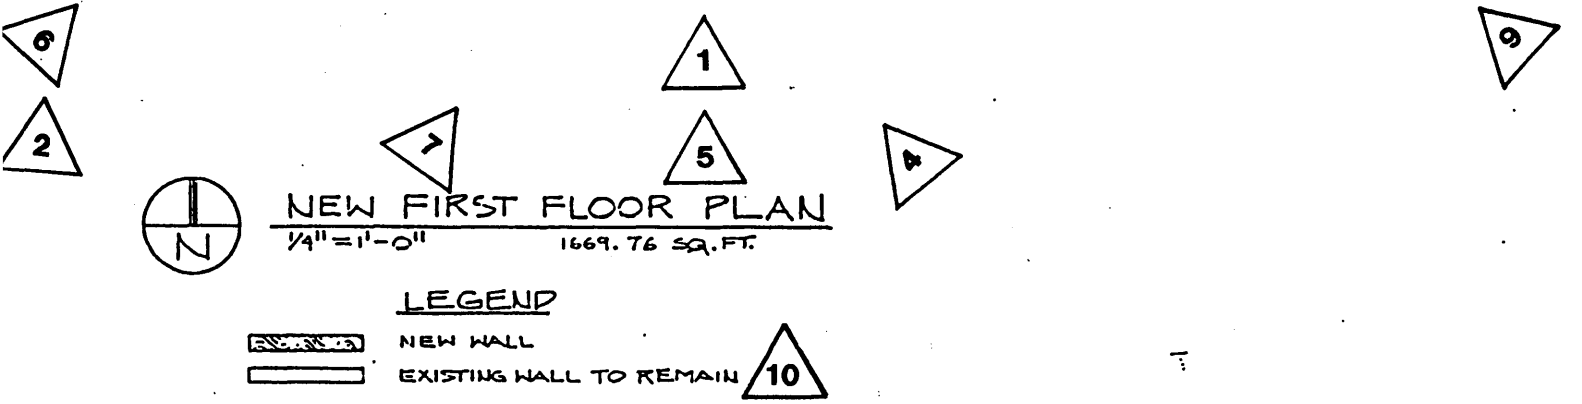 6
1
9
2
7
5
4
N
NEW FIRST FLOOR PLAN
1/4"=1'-0" 1669.76 SQ.FT.
LEGEND
NEW WALL
EXISTING WALL TO REMAIN
10